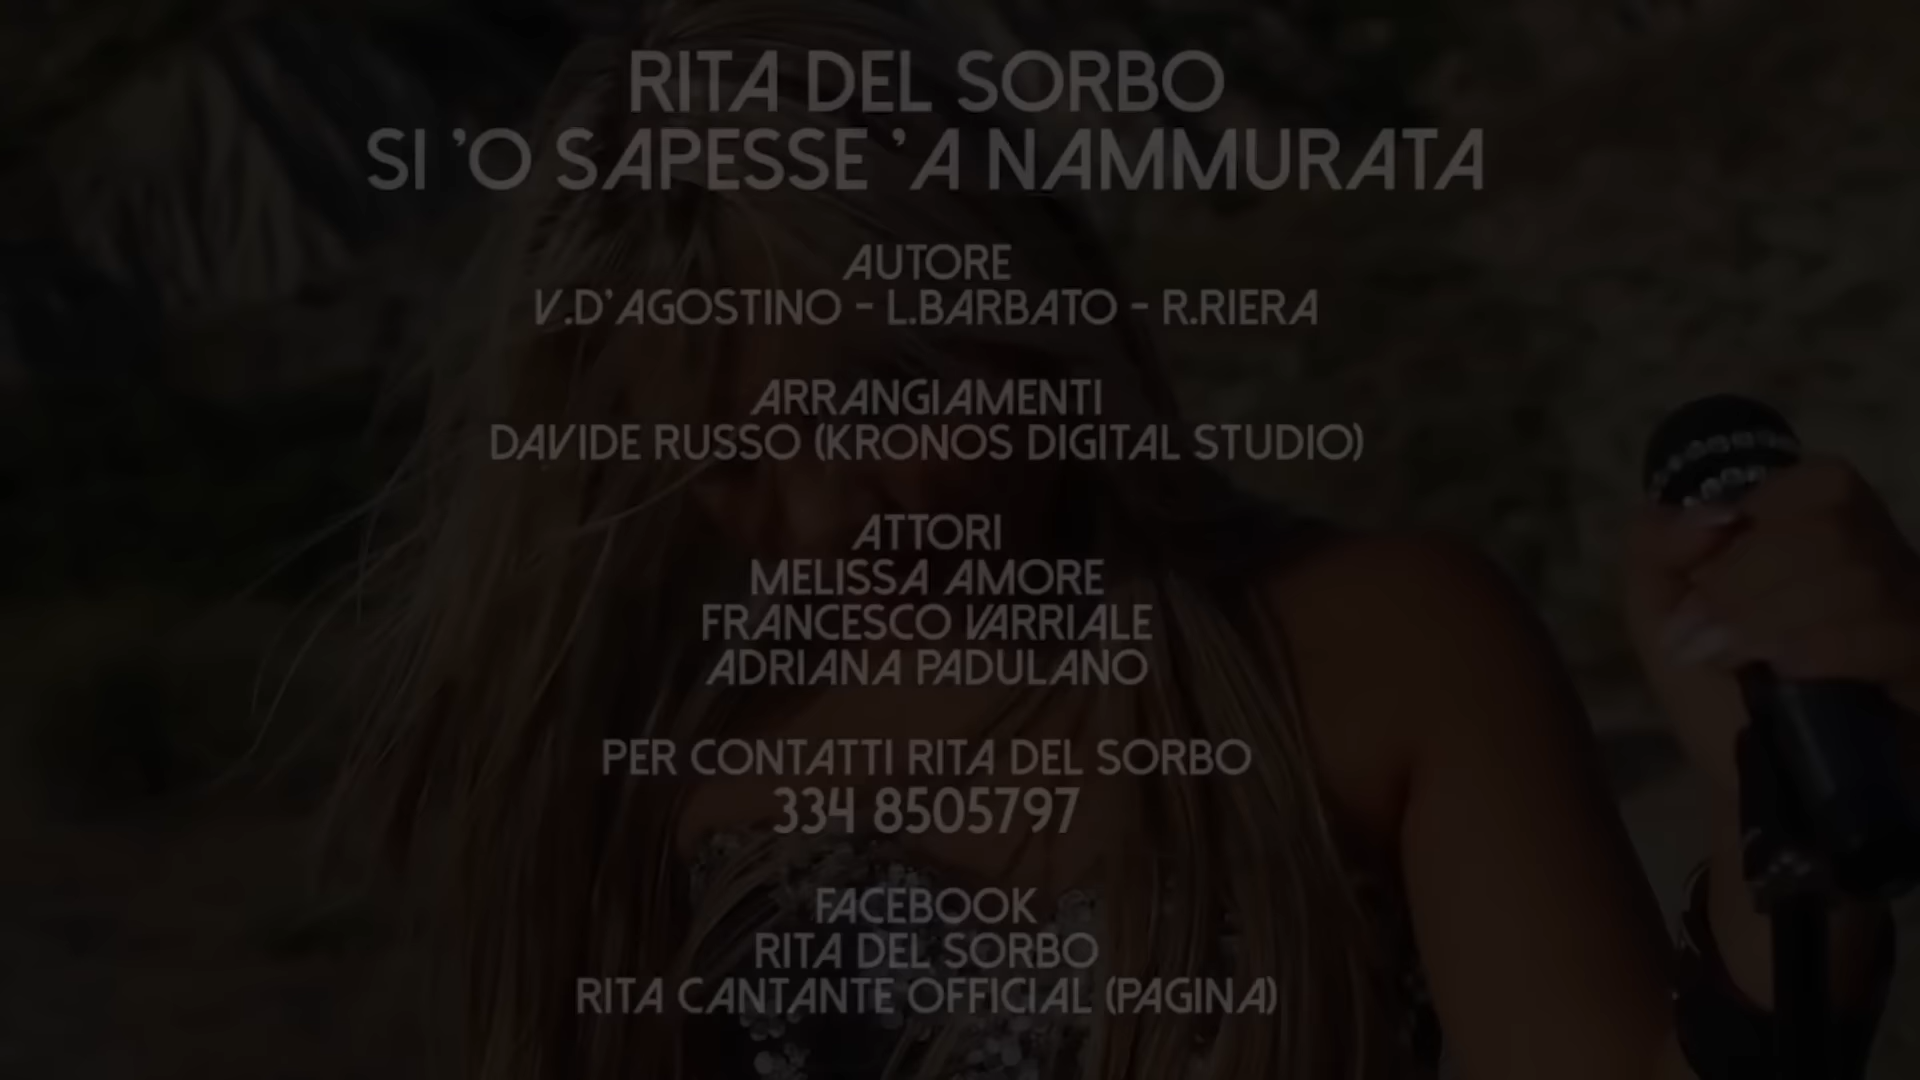 RITA DEL SORBO
SI 'O SAPESSE 'A NAMMURATA
AUTORE
V.D'AGOSTINO - L.BARBATO - R.RIERA
ARRANGIAMENTI
DAVIDE RUSSO (KRONOS DIGITAL STUDIO)
ATTORI
MELISSA AMORE
FRANCESCO VARRIALE
ADRIANA PADULANO
PER CONTATTI RITA DEL SORBO
334 8505797
FACEBOOK
RITA DEL SORBO
RITA CANTANTE OFFICIAL (PAGINA)